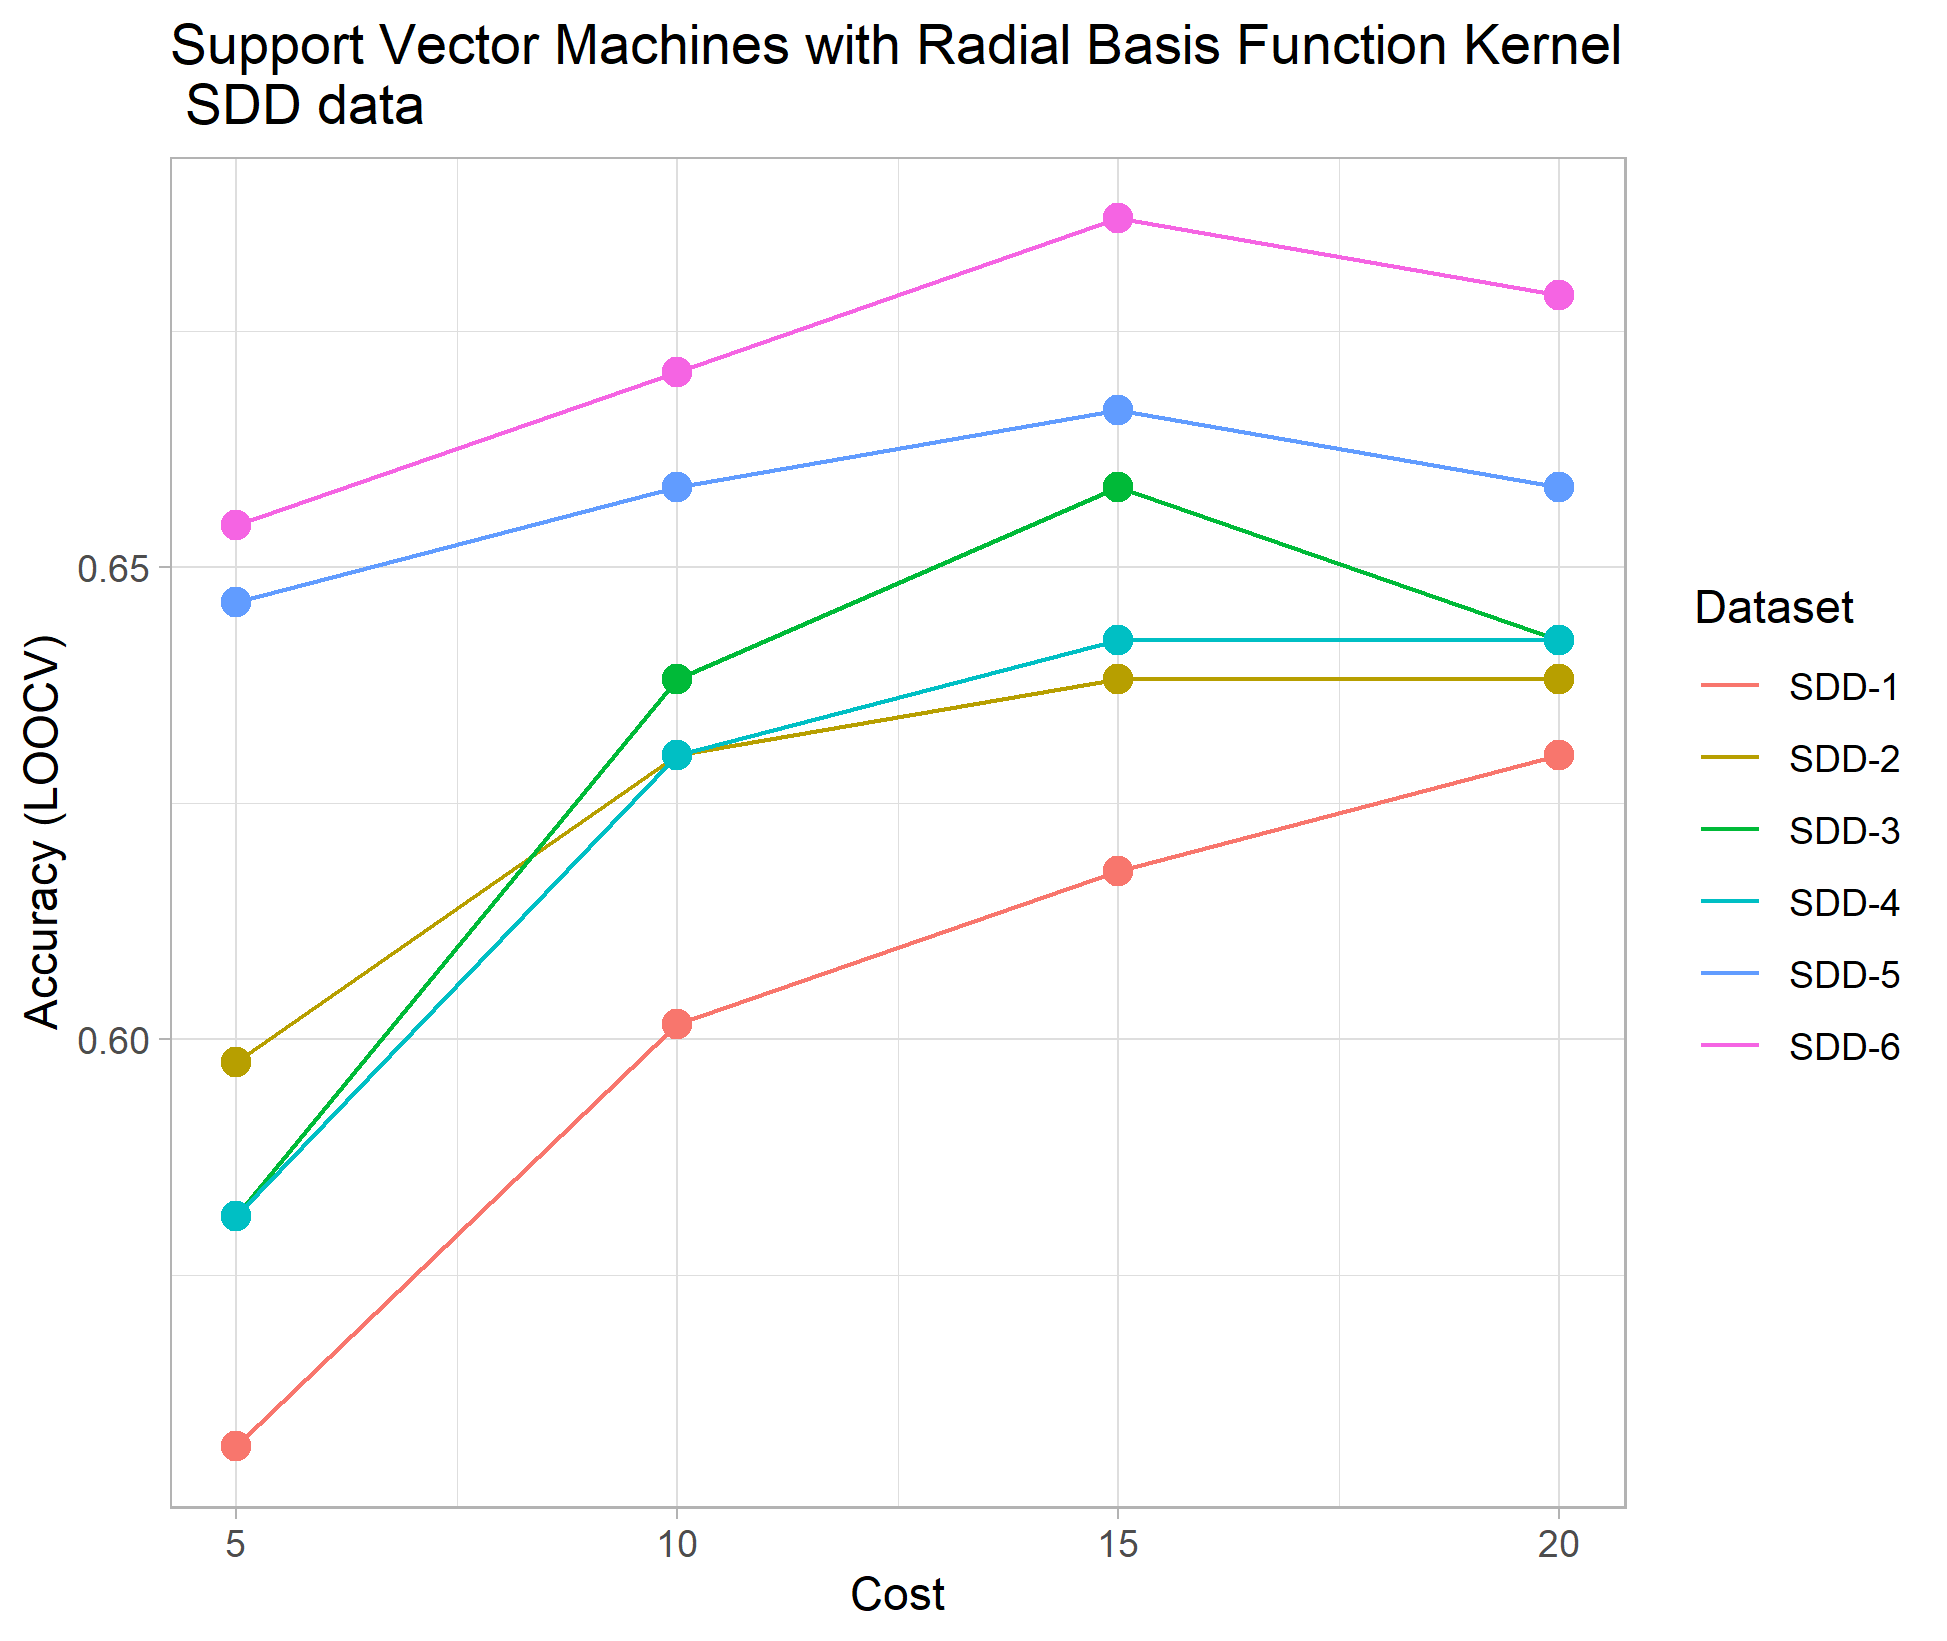 Support Vector Machines with Radial Basis Function Kernel
SDD data
0.65
0.60
Accuracy (LOOCV)
5
10
15
20
Cost
Dataset
SDD-1
SDD-2
SDD-3
SDD-4
SDD-5
SDD-6